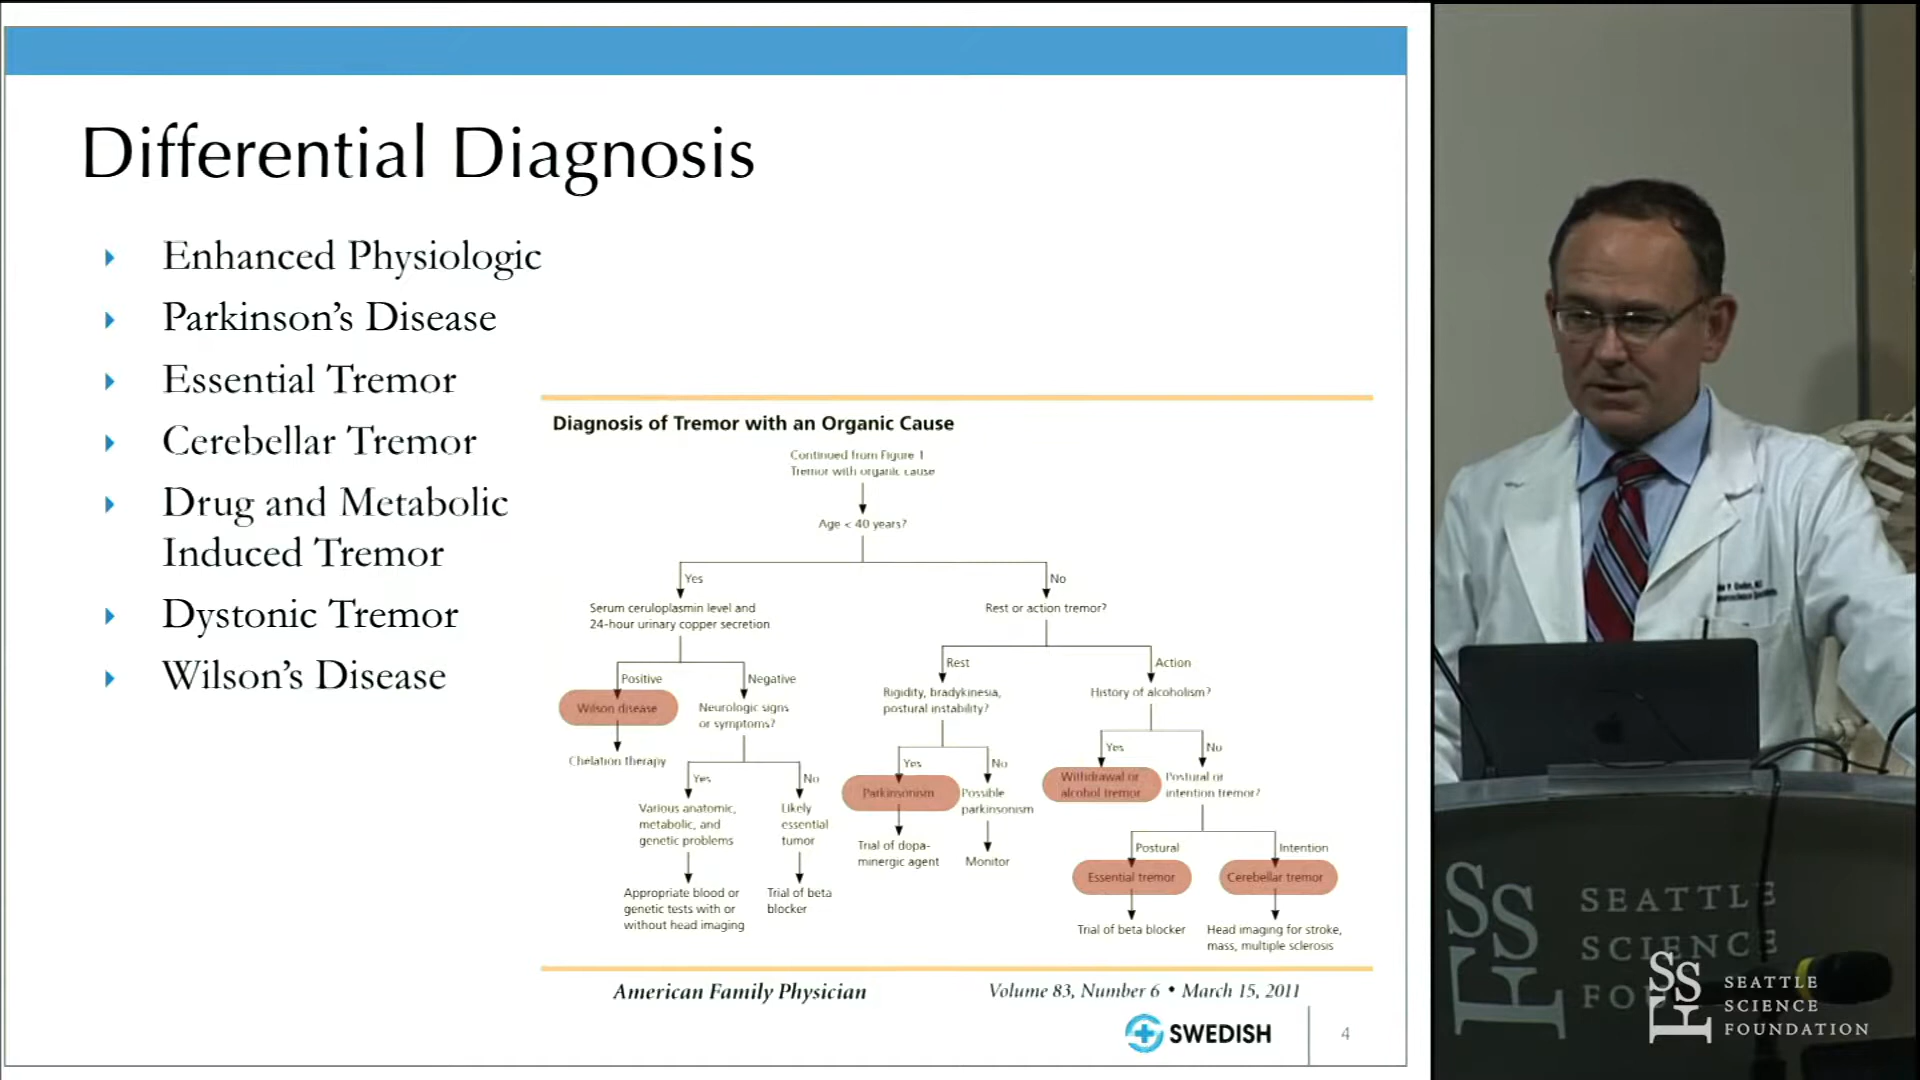 Differential Diagnosis
Enhanced Physiologic
Parkinson's Disease
Essential Tremor
Cerebellar Tremor
Drug and Metabolic
Induced Tremor
Dystonic Tremor
Wilson's Disease
Diagnosis of Tremor with an Organic Cause
Continued from Figure 1
Tremor with organic cause
Age < 40 years?
Yes
No
Serum ceruloplasmin level and
24-hour urinary copper secretion
Rest or action tremor?
Positive
Negative
Rest
Action
Wilson disease
Neurologic signs
or symptoms?
Rigidity, bradykinesia,
postural instability?
History of alcoholism?
Chelation therapy
Yes
No
Yes
No
Yes
No
Various anatomic,
metabolic, and
genetic problems
Likely
essential
tumor
Parkinsonism
Possible
parkinsonism
Withdrawal or
alcohol tremor
Postural or
intention tremor?
Appropriate blood or
genetic tests with or
without head imaging
Trial of beta
blocker
Trial of dopa-
minergic agent
Monitor
Postural
Intention
Essential tremor
Cerebellar tremor
Trial of beta blocker
Head imaging for stroke,
mass, multiple sclerosis
American Family Physician
Volume 83, Number 6 • March 15, 2011
SWEDISH
4
SEATTLE
SCIENCE
SEATTLE
SCIENCE
FOUNDATION